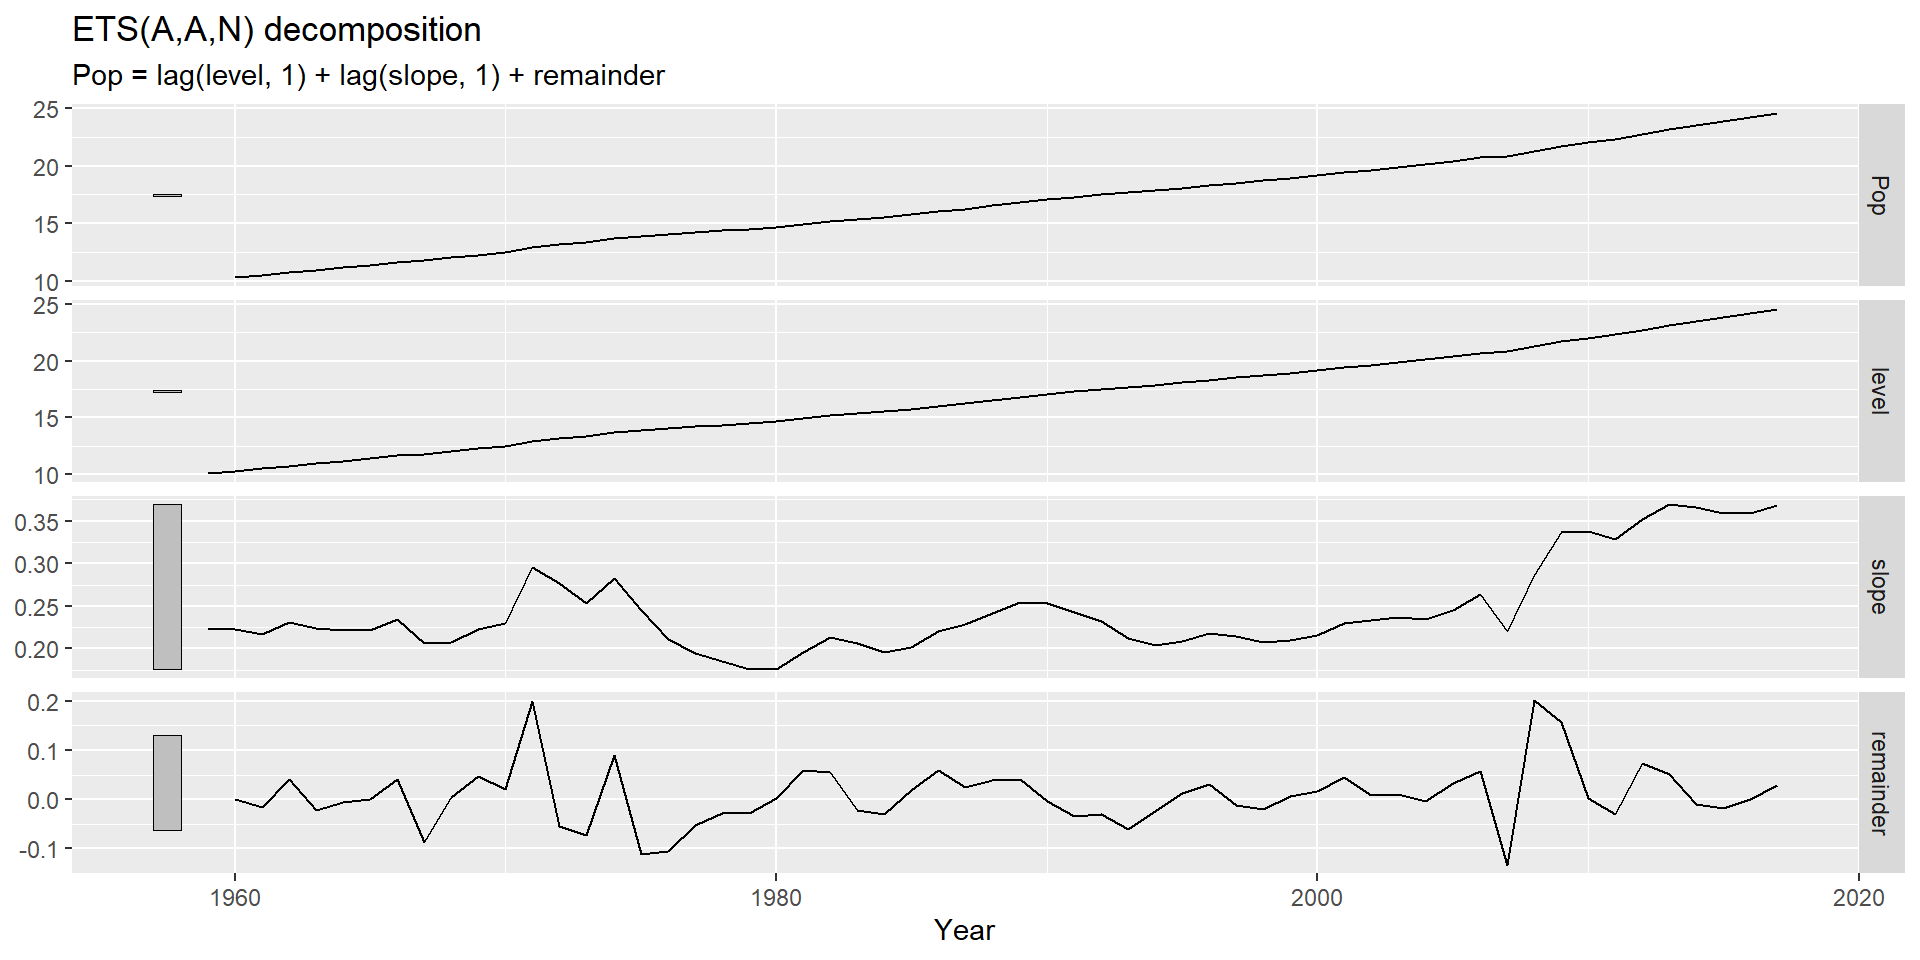 ETS(A,A,N) decomposition
Pop = lag(level, 1) + lag(slope, 1) + remainder
25
20
15
10
Pop
25
20
15
10
level
0.35
0.30
0.25
0.20
slope
0.2
0.1
0.0
-0.1
remainder
1960 1980 2000 2020
Year